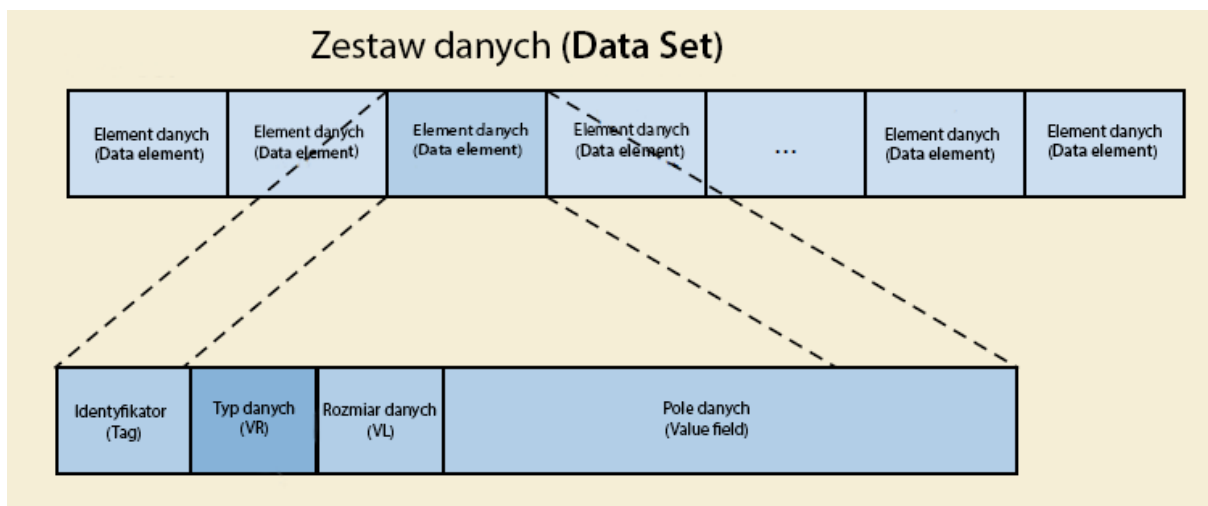 Zestaw danych (Data Set)
Element danych
(Data element)
Element danych
(Data element)
Element danych
(Data element)
Element danych
(Data element)
...
Element danych
(Data element)
Element danych
(Data element)
Identyfikator
(Tag)
Typ danych
(VR)
Rozmiar danych
(VL)
Pole danych
(Value field)